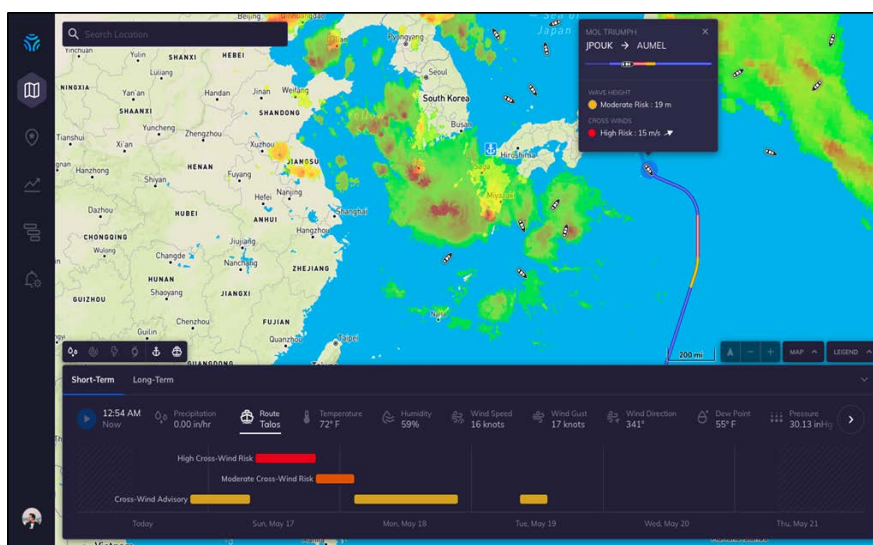 Search Location
Beijing
Pyongyang
Sea of
Japan
Yinchuan
Yulin
SHANXI
HEBEI
Luliang
Seoul
NINGXIA
Yan'an
Handan
Jinan
Weifang
South Korea
SHAANXI
SHANDONG
Busan
Tianshui
Yuncheng
Zhengzhou
Xi'an
Xuzhou
Hiroshima
HENAN
JIANGSU
Hanzhong
Shiyan
Fuyang
Miyazaki
Hefei
Nanjing
Dazhou
HUBEI
Shanghai
ANHUI
Hangzhou
CHONGQING
Wulong
Changde
Jiujiang
Nanchang
ZHEJIANG
HUNAN
Shaoyang
JIANGXI
GUIZHOU
Naha
Chenzhou
FUJIAN
Guilin
Quanzhou
Taipei
GUANGDONG
MOL TRIUMPH
JPOUK → AUMEL
WAVE HEIGHT
Moderate Risk : 19 m
CROSS WINDS
High Risk : 15 m/s
200 mi
MAP
LEGEND
Short-Term
Long-Term
12:54 AM
Now
Precipitation
0.00 in/hr
Route
Talos
Temperature
72° F
Humidity
59%
Wind Speed
16 knots
Wind Gust
17 knots
Wind Direction
341°
Dew Point
55° F
Pressure
30.13 inHg
High Cross-Wind Risk
Moderate Cross-Wind Risk
Cross-Wind Advisory
Today
Sun, May 17
Mon, May 18
Tue, May 19
Wed, May 20
Thu, May 21